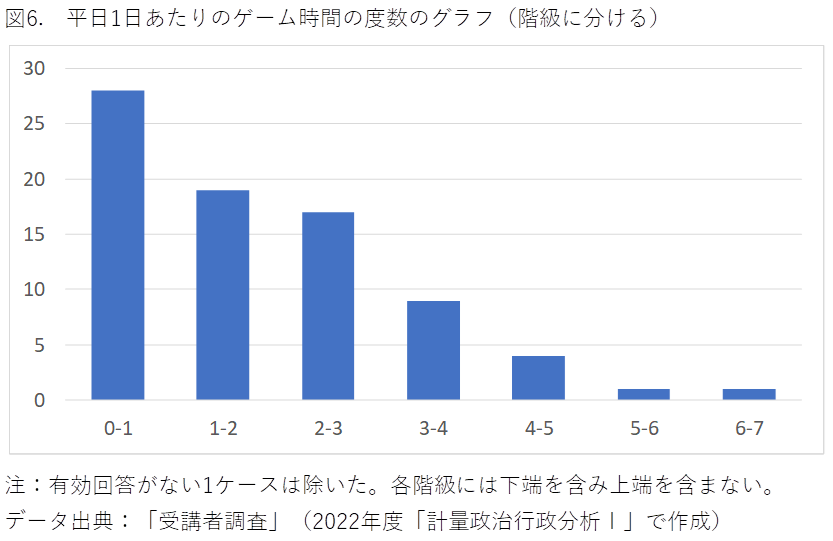 図6.　平日1日あたりのゲーム時間の度数のグラフ（階級に分ける）
30
25
20
15
10
5
0
0-1 1-2 2-3 3-4 4-5 5-6 6-7
注：有効回答がない1ケースは除いた。各階級には下端を含み上端を含まない。
データ出典：「受講者調査」（2022年度「計量政治行政分析Ⅰ」で作成）